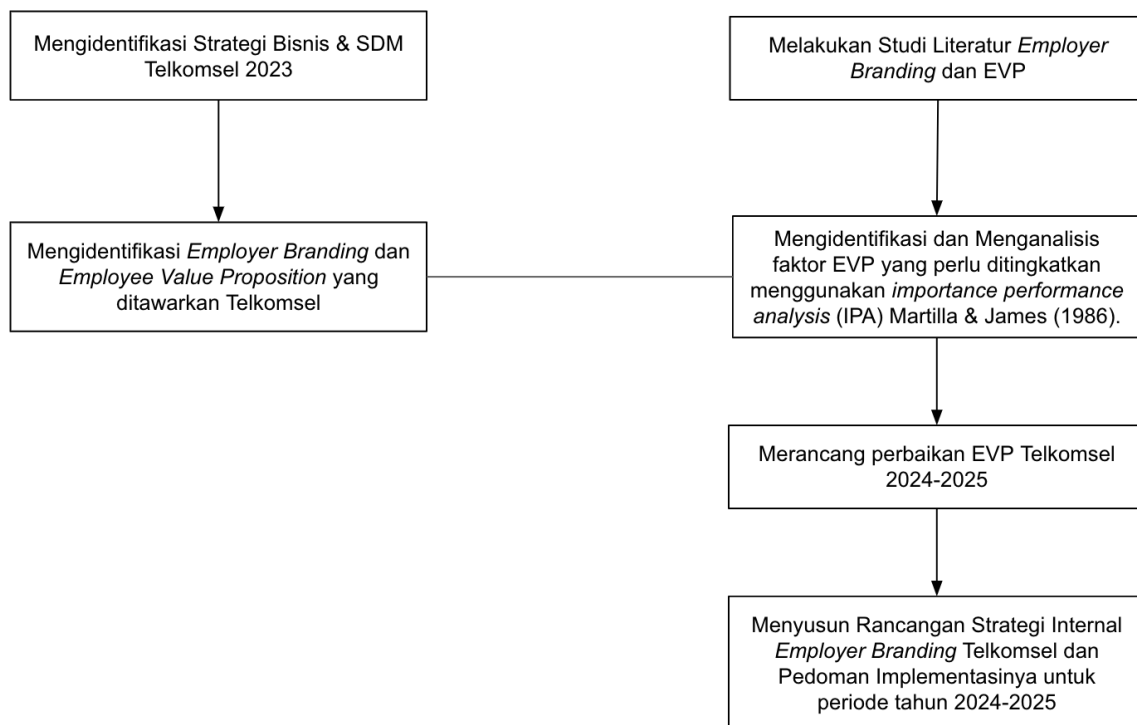 Mengidentifikasi Strategi Bisnis & SDM
Telkomsel 2023
Melakukan Studi Literatur Employer
Branding dan EVP
Mengidentifikasi Employer Branding dan
Employee Value Proposition yang
ditawarkan Telkomsel
Mengidentifikasi dan Menganalisis
faktor EVP yang perlu ditingkatkan
menggunakan importance performance
analysis (IPA) Martilla & James (1986).
Merancang perbaikan EVP Telkomsel
2024-2025
Menyusun Rancangan Strategi Internal
Employer Branding Telkomsel dan
Pedoman Implementasinya untuk
periode tahun 2024-2025